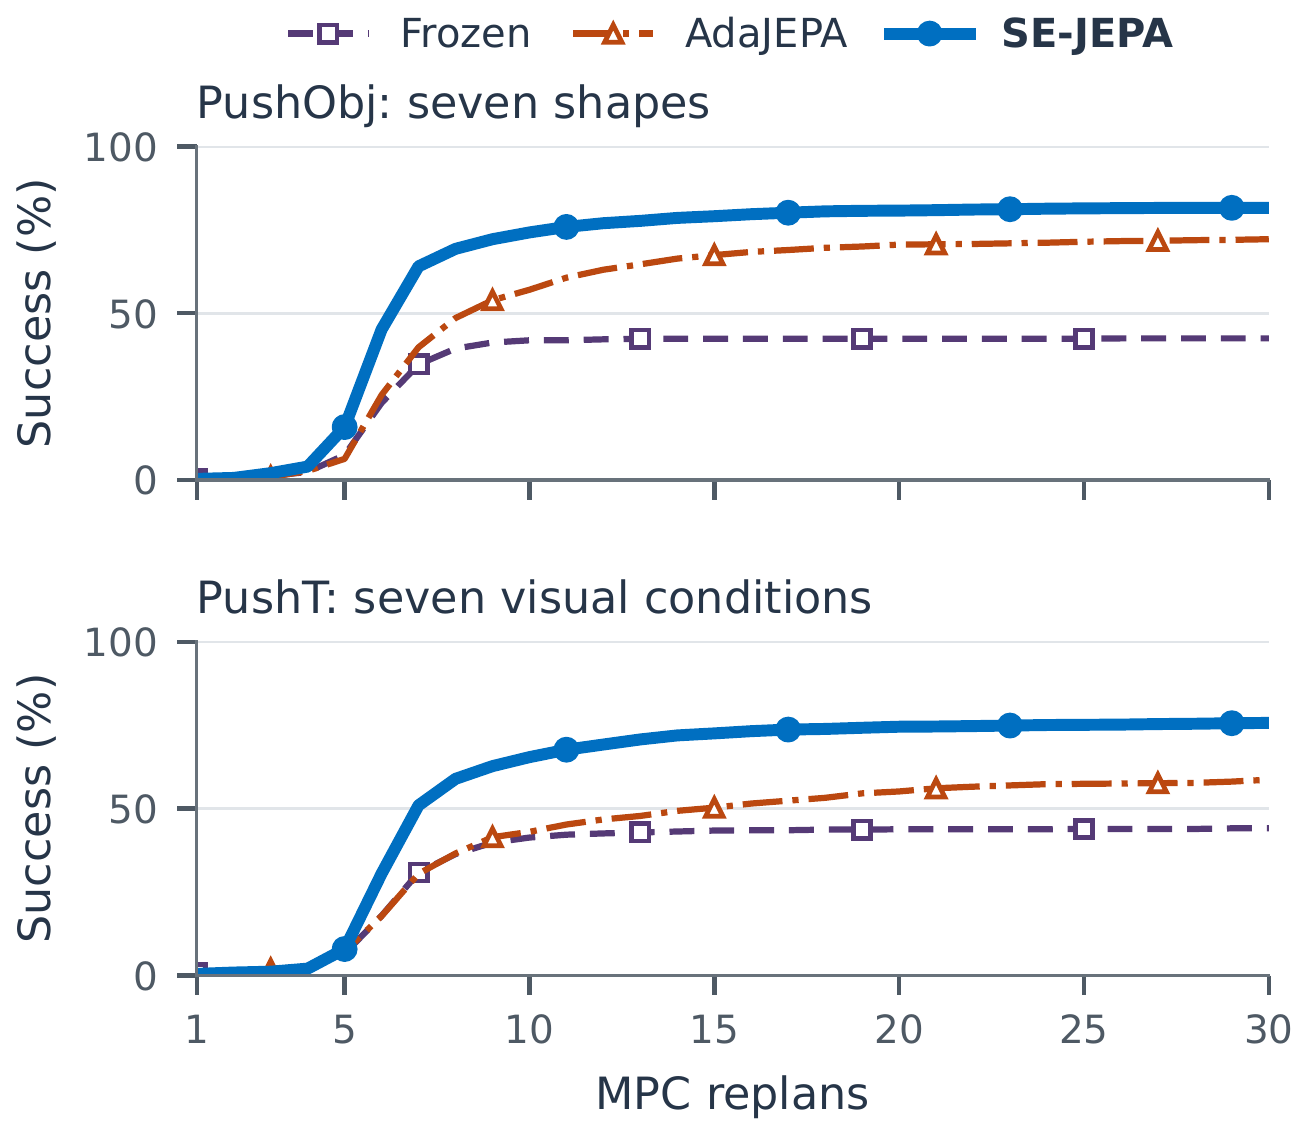 Frozen AdaJEPA SE-JEPA
PushObj: seven shapes
100
50
0
Success (%)
PushT: seven visual conditions
100
50
0
Success (%)
1 5 10 15 20 25 30
MPC replans